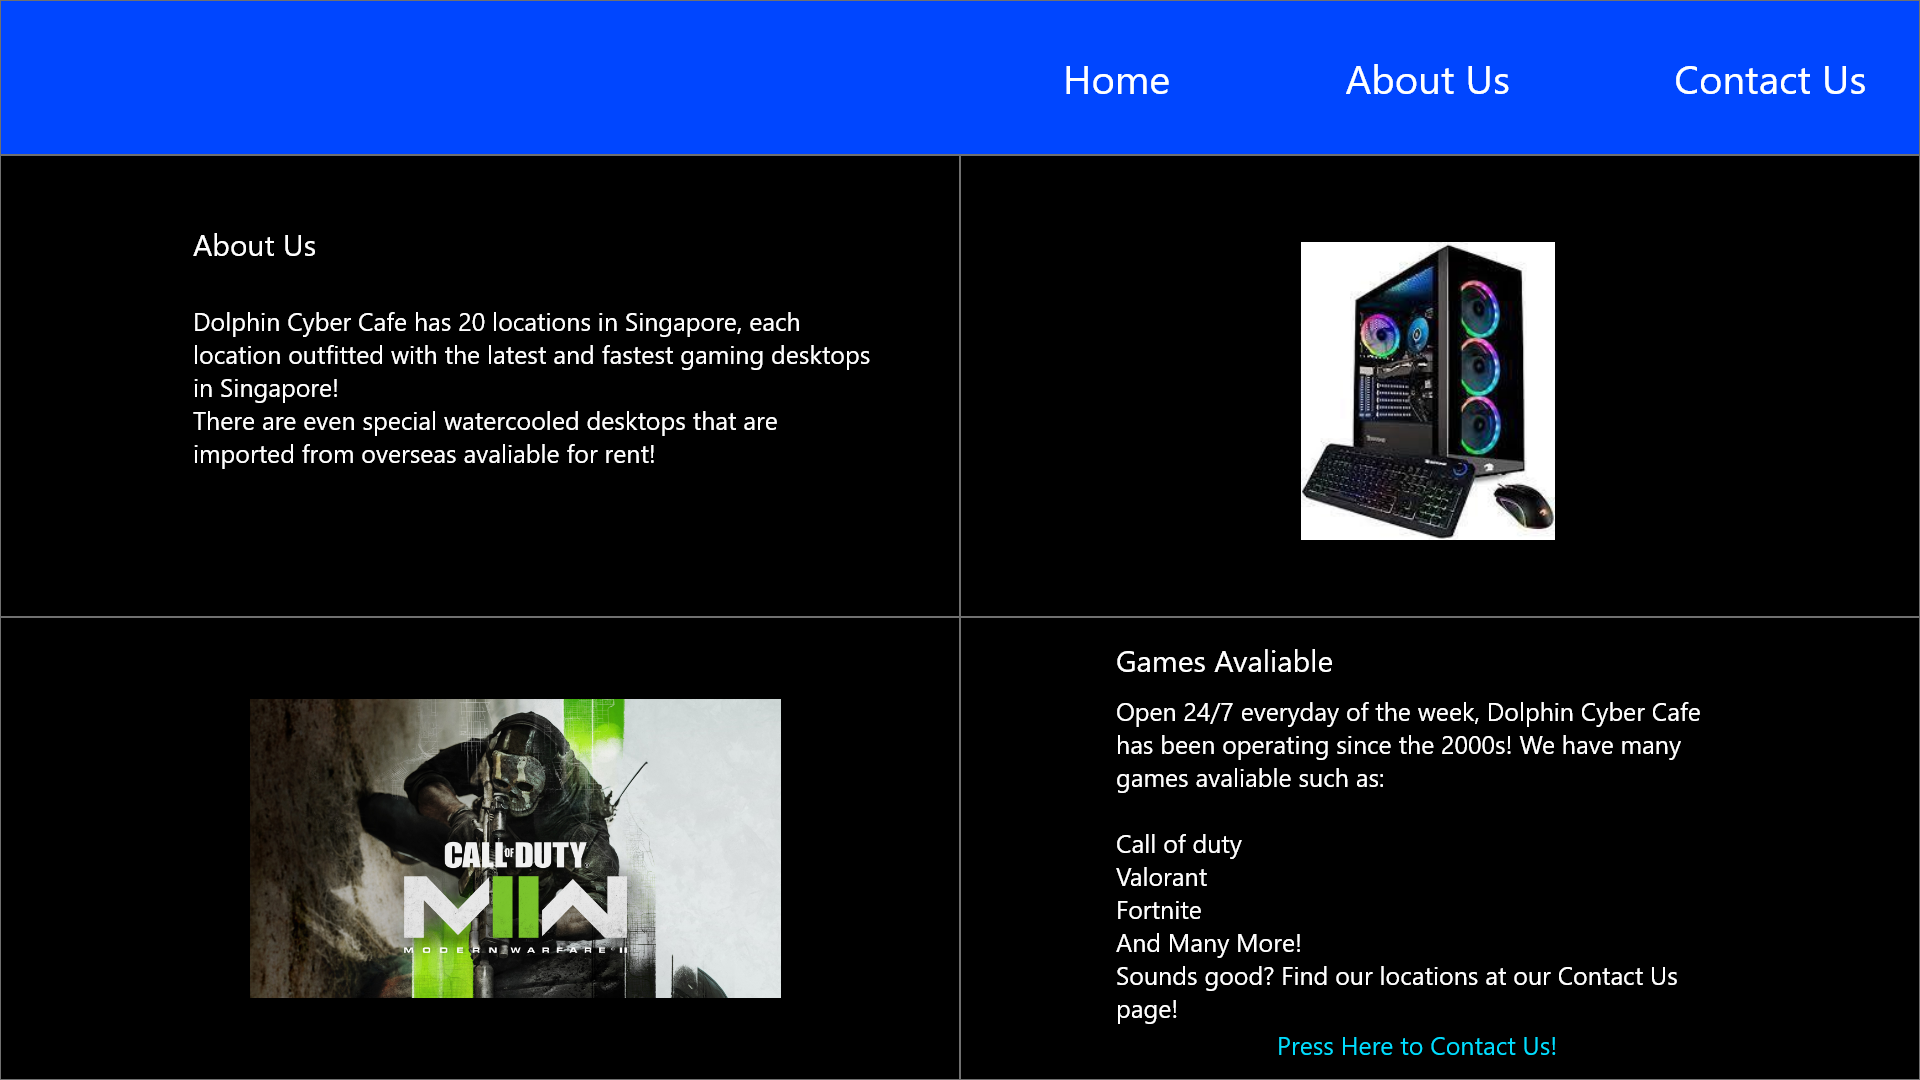 Home About Us Contact Us
About Us
Dolphin Cyber Cafe has 20 locations in Singapore, each
location outfitted with the latest and fastest gaming desktops
in Singapore!
There are even special watercooled desktops that are
imported from overseas avaliable for rent!
CALL OF DUTY
MIIW
MODERN WARFARE II
Games Avaliable
Open 24/7 everyday of the week, Dolphin Cyber Cafe
has been operating since the 2000s! We have many
games avaliable such as:
Call of duty
Valorant
Fortnite
And Many More!
Sounds good? Find our locations at our Contact Us
page!
Press Here to Contact Us!